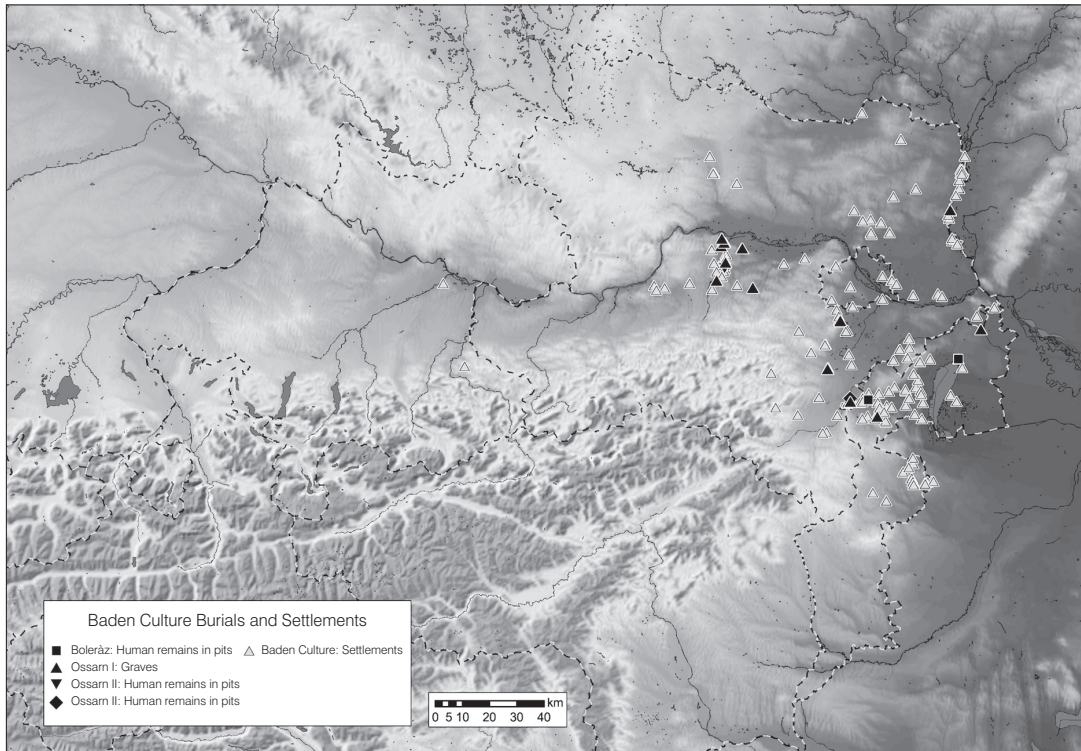 Baden Culture Burials and Settlements
Boleràz: Human remains in pits Baden Culture: Settlements
Ossarn I: Graves
Ossarn II: Human remains in pits
Ossarn II: Human remains in pits
km
0 5 10 20 30 40